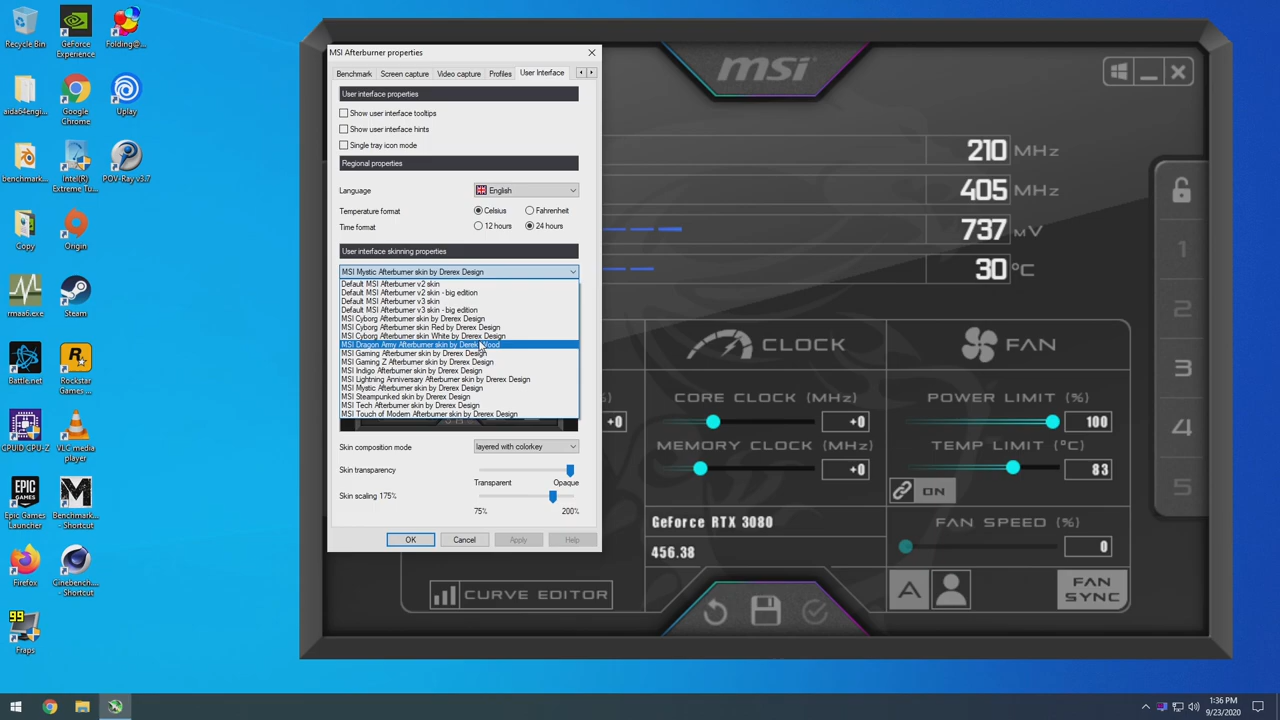 Recycle Bin
GeForce
Experience
Folding@...
aida64engi...
Google
Chrome
Uplay
benchmark...
Intel(R)
Extreme Tu...
POV-Ray v3.7
Copy
Origin
rmaa6.exe
Steam
Battle.net
Rockstar
Games ...
CPUID CPU-Z
VLC media
player
Epic Games
Launcher
Benchmark...
- Shortcut
Firefox
Cinebench....
- Shortcut
99
Fraps
MSI Afterburner properties
Benchmark
Screen capture
Video capture
Profiles
User Interface
User interface properties
Show user interface tooltips
Show user interface hints
Single tray icon mode
Regional properties
Language
English
Temperature format
Celsius
Fahrenheit
Time format
12 hours
24 hours
User interface skinning properties
MSI Mystic Afterburner skin by Drerex Design
Default MSI Afterburner v2 skin
Default MSI Afterburner v2 skin - big edition
Default MSI Afterburner v3 skin
Default MSI Afterburner v3 skin - big edition
MSI Cyborg Afterburner skin by Drerex Design
MSI Cyborg Afterburner skin Red by Drerex Design
MSI Cyborg Afterburner skin White by Drerex Design
MSI Dragon Army Afterburner skin by Derek Wood
MSI Gaming Afterburner skin by Drerex Design
MSI Gaming Z Afterburner skin by Drerex Design
MSI Indigo Afterburner skin by Drerex Design
MSI Lightning Anniversary Afterburner skin by Drerex Design
MSI Mystic Afterburner skin by Drerex Design
MSI Steampunked skin by Drerex Design
MSI Tech Afterburner skin by Drerex Design
MSI Touch of Modern Afterburner skin by Drerex Design
Skin composition mode
layered with colorkey
Skin transparency
Transparent
Opaque
Skin scaling 175%
75%
200%
OK
Cancel
Apply
Help
msi
210 MHz
405 MHz
737 mV
30 °C
CLOCK
FAN
%)
+0
CORE CLOCK (MHz)
+0
MEMORY CLOCK (MHz)
+0
POWER LIMIT (%)
100
TEMP LIMIT (°C)
83
ON
GeForce RTX 3080
456.38
FAN SPEED (%)
0
CURVE EDITOR
A
FAN
SYNC
1
2
3
4
5
1:36 PM
9/23/2020